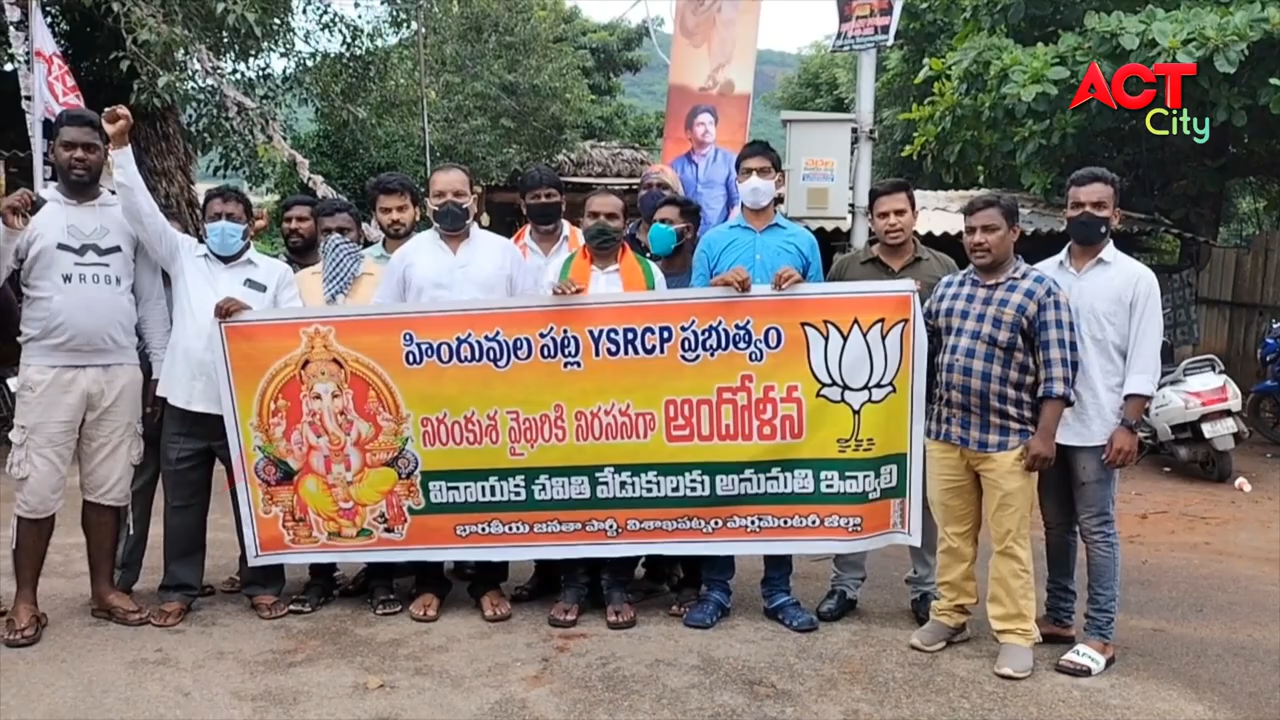 ACT
City
WROGN
హిందువుల పట్ల YSRCP ప్రభుత్వం
నిరంకుశ వైఖరికి నిరసనగా ఆందోళన
వినాయక చవితి వేడుకులకు అనుమతి ఇవ్వాలి
భారతీయ జనతా పార్టీ, విశాఖపట్నం పార్లమెంటరీ జిల్లా